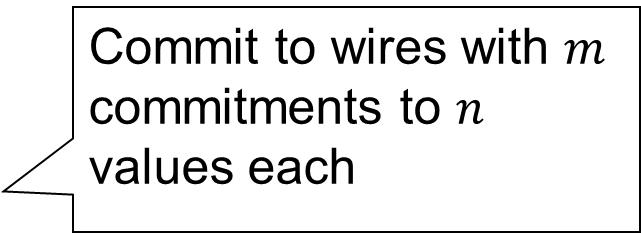 Commit to wires with 𝑚
commitments to 𝑛
values each